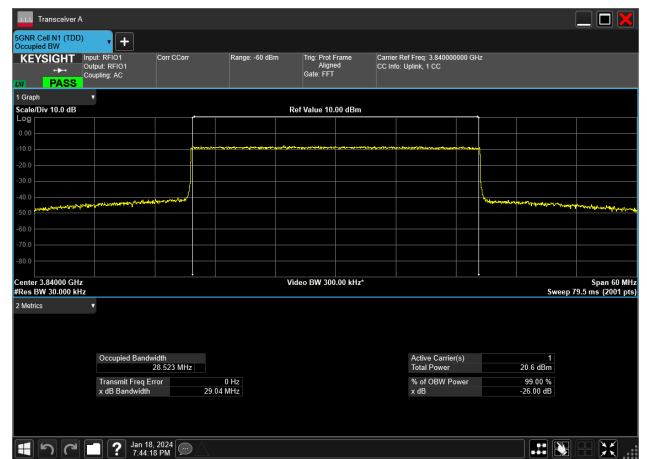 Transceiver A
5GNR Cell N1 (TDD)
Occupied BW
KEYSIGHT
PASS
Input: RFIO1
Output: RFIO1
Coupling: AC
Corr CCorr
Range: -60 dBm
Trig: Prot Frame
Aligned
Gate: FFT
Carrier Ref Freq: 3.840000000 GHz
CC Info: Uplink, 1 CC
1 Graph
Scale/Div 10.0 dB
Ref Value 10.00 dBm
Log
0.00
-10.0
-20.0
-30.0
-40.0
-50.0
-60.0
-70.0
-80.0
Center 3.84000 GHz
Video BW 300.00 kHz*
Span 60 MHz
#Res BW 30.000 kHz
Sweep 79.5 ms (2001 pts)
2 Metrics
Occupied Bandwidth
28.523 MHz
Transmit Freq Error 0 Hz
x dB Bandwidth 29.04 MHz
Active Carrier(s) 1
Total Power 20.6 dBm
% of OBW Power 99.00 %
x dB -26.00 dB
Jan 18, 2024
7:44:18 PM